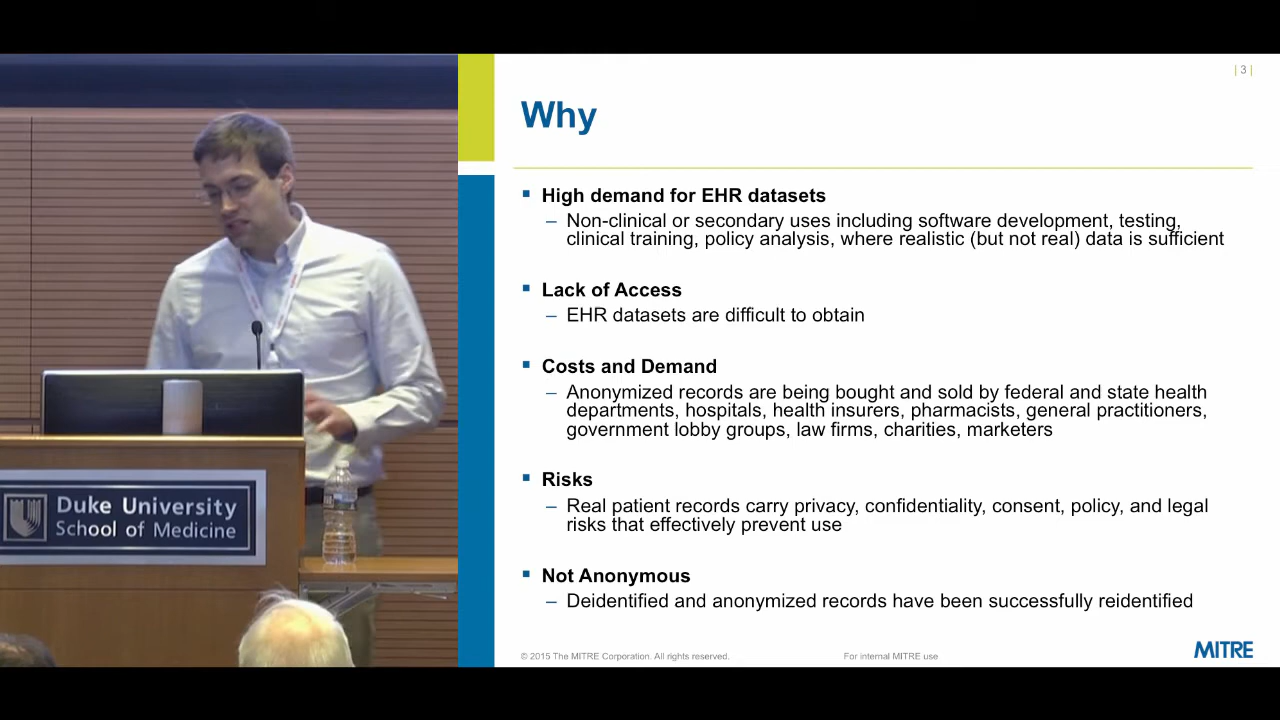 | 3 |
Why
▪ High demand for EHR datasets
– Non-clinical or secondary uses including software development, testing,
clinical training, policy analysis, where realistic (but not real) data is sufficient
▪ Lack of Access
– EHR datasets are difficult to obtain
▪ Costs and Demand
– Anonymized records are being bought and sold by federal and state health
departments, hospitals, health insurers, pharmacists, general practitioners,
government lobby groups, law firms, charities, marketers
▪ Risks
– Real patient records carry privacy, confidentiality, consent, policy, and legal
risks that effectively prevent use
▪ Not Anonymous
– Deidentified and anonymized records have been successfully reidentified
© 2015 The MITRE Corporation. All rights reserved.
For internal MITRE use
MITRE
Duke University
School of Medicine